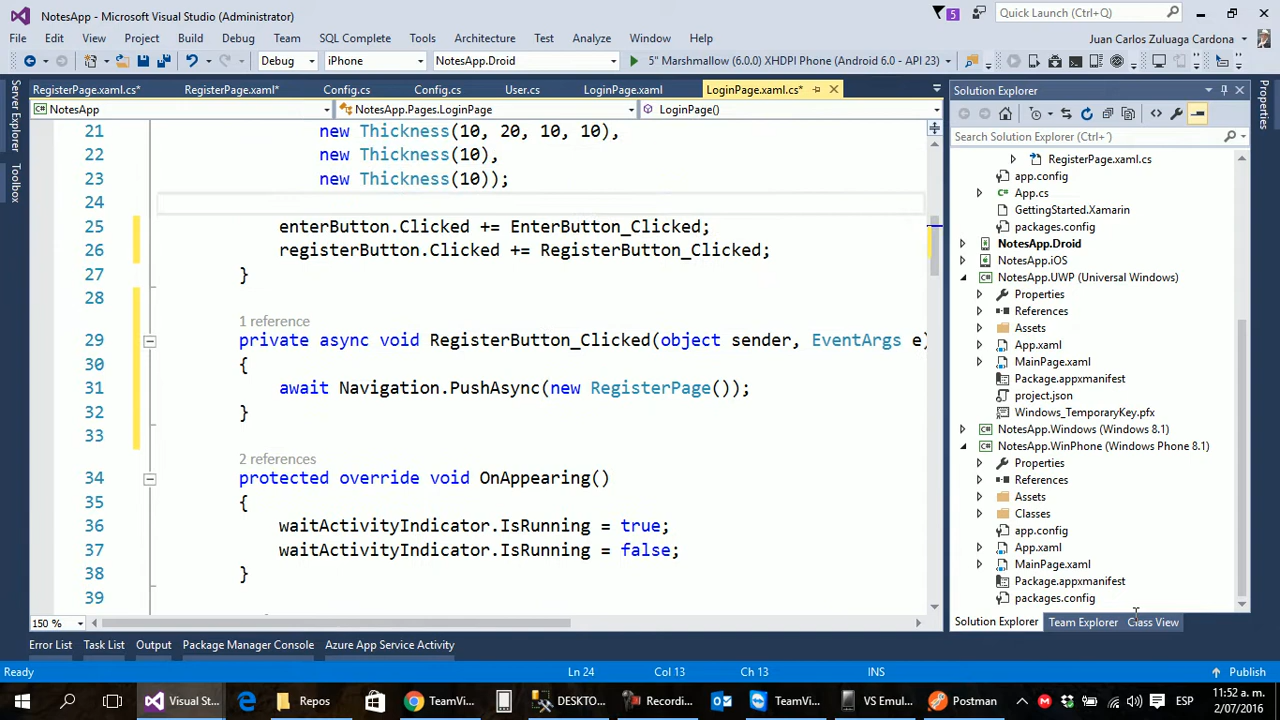 NotesApp - Microsoft Visual Studio (Administrator)
5
Quick Launch (Ctrl+Q)
File Edit View Project Build Debug Team SQL Complete Tools Architecture Test Analyze Window Help
Juan Carlos Zuluaga Cardona
Debug iPhone NotesApp.Droid 5" Marshmallow (6.0.0) XHDPI Phone (Android 6.0 - API 23)
Server Explorer
Toolbox
RegisterPage.xaml.cs* RegisterPage.xaml* Config.cs Config.cs User.cs LoginPage.xaml LoginPage.xaml.cs*
NotesApp NotesApp.Pages.LoginPage LoginPage()
21 new Thickness(10, 20, 10, 10),
22 new Thickness(10),
23 new Thickness(10));
24
25 enterButton.Clicked += EnterButton_Clicked;
26 registerButton.Clicked += RegisterButton_Clicked;
27 }
28
1 reference
29 private async void RegisterButton_Clicked(object sender, EventArgs e)
30 {
31 await Navigation.PushAsync(new RegisterPage());
32 }
33
2 references
34 protected override void OnAppearing()
35 {
36 waitActivityIndicator.IsRunning = true;
37 waitActivityIndicator.IsRunning = false;
38 }
39
150 %
Solution Explorer
Search Solution Explorer (Ctrl+´)
RegisterPage.xaml.cs
app.config
App.cs
GettingStarted.Xamarin
packages.config
NotesApp.Droid
NotesApp.iOS
NotesApp.UWP (Universal Windows)
Properties
References
Assets
App.xaml
MainPage.xaml
Package.appxmanifest
project.json
Windows_TemporaryKey.pfx
NotesApp.Windows (Windows 8.1)
NotesApp.WinPhone (Windows Phone 8.1)
Properties
References
Assets
Classes
app.config
App.xaml
MainPage.xaml
Package.appxmanifest
packages.config
Solution Explorer Team Explorer Class View
Properties
Error List Task List Output Package Manager Console Azure App Service Activity
Ready Ln 24 Col 13 Ch 13 INS Publish
Visual St... Repos TeamV... DESKTO... Recordi... TeamVi... VS Emul... Postman ESP
11:52 a. m.
2/07/2016